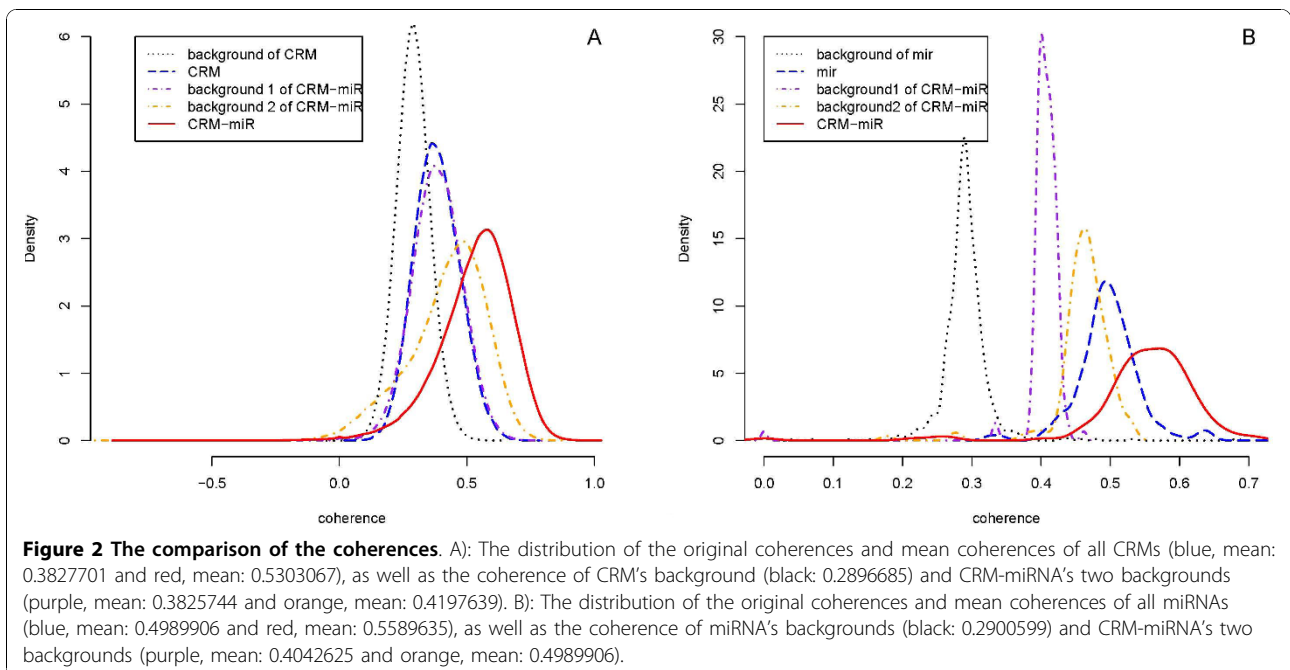 A
background of CRM
CRM
background 1 of CRM-miR
background 2 of CRM-miR
CRM-miR
Density
0
1
2
3
4
5
6
-0.5
0.0
0.5
1.0
coherence
B
background of mir
mir
background1 of CRM-miR
background2 of CRM-miR
CRM-miR
Density
0
5
10
15
20
25
30
0.0
0.1
0.2
0.3
0.4
0.5
0.6
0.7
coherence
Figure 2 The comparison of the coherences. A): The distribution of the original coherences and mean coherences of all CRMs (blue, mean:
0.3827701 and red, mean: 0.5303067), as well as the coherence of CRM's background (black: 0.2896685) and CRM-miRNA's two backgrounds
(purple, mean: 0.3825744 and orange, mean: 0.4197639). B): The distribution of the original coherences and mean coherences of all miRNAs
(blue, mean: 0.4989906 and red, mean: 0.5589635), as well as the coherence of miRNA's backgrounds (black: 0.2900599) and CRM-miRNA's two
backgrounds (purple, mean: 0.4042625 and orange, mean: 0.4989906).